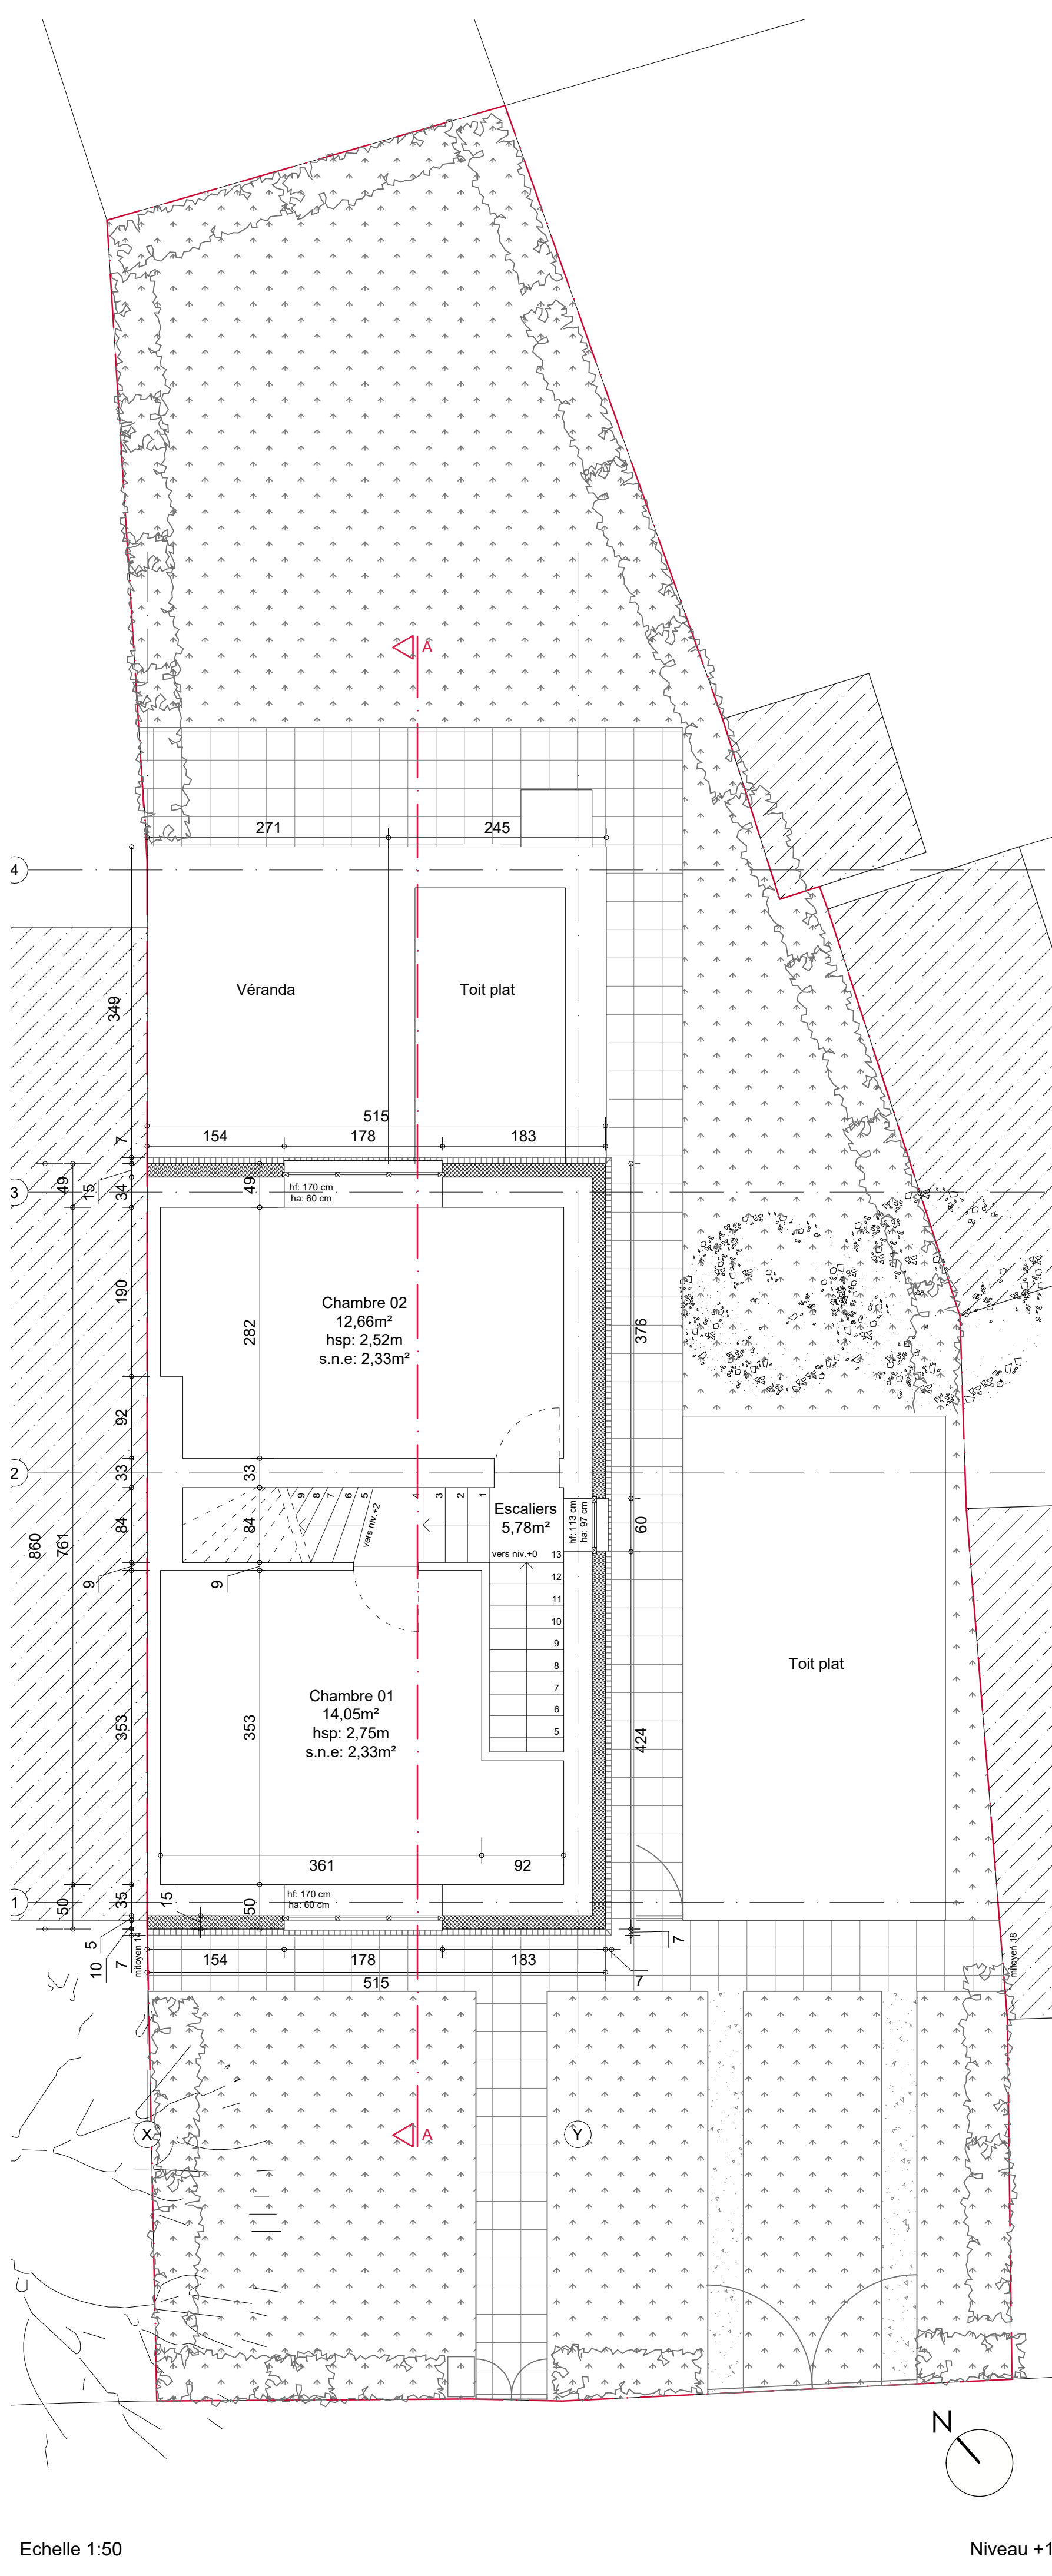 A
271
245
4
Véranda
Toit plat
349
515
154
178
183
7
49
15
34
49
3
hf: 170 cm
ha: 60 cm
190
Chambre 02
12,66m²
hsp: 2,52m
s.n.e: 2,33m²
282
376
92
33
33
2
9
8
7
6
5
4
3
2
1
Escaliers
5,78m²
vers niv.+2
hf: 113 cm
ha: 97 cm
60
860
761
84
84
vers niv.+0
13
12
11
10
9
8
7
6
5
9
9
Toit plat
Chambre 01
14,05m²
hsp: 2,75m
s.n.e: 2,33m²
353
353
424
361
92
1
50
35
15
50
hf: 170 cm
ha: 60 cm
5
10
7
mitoyen 14
154
178
183
7
7
515
mitoyen 18
X
A
Y
N
Echelle 1:50
Niveau +1